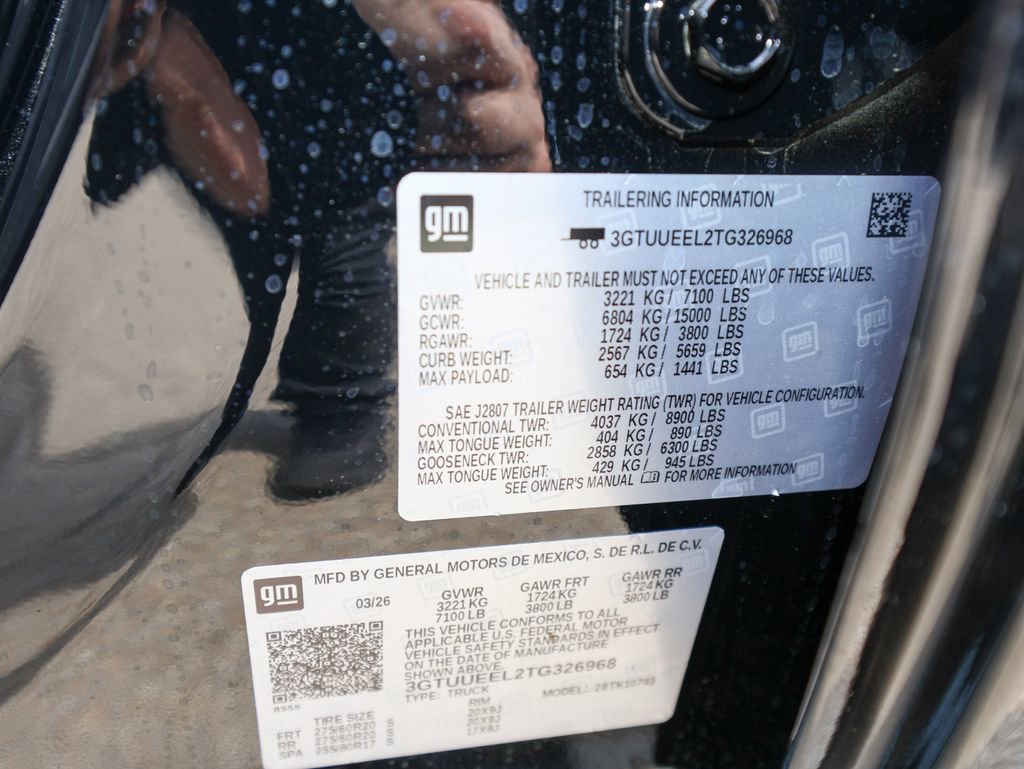 gm
TRAILERING INFORMATION
3GTUUEEL2TG326968
VEHICLE AND TRAILER MUST NOT EXCEED ANY OF THESE VALUES.
GVWR: 3221 KG / 7100 LBS
GCWR: 6804 KG / 15000 LBS
RGAWR: 1724 KG / 3800 LBS
CURB WEIGHT: 2567 KG / 5659 LBS
MAX PAYLOAD: 654 KG / 1441 LBS
SAE J2807 TRAILER WEIGHT RATING (TWR) FOR VEHICLE CONFIGURATION.
CONVENTIONAL TWR: 4037 KG / 8900 LBS
MAX TONGUE WEIGHT: 404 KG / 890 LBS
GOOSENECK TWR: 2858 KG / 6300 LBS
MAX TONGUE WEIGHT: 429 KG / 945 LBS
SEE OWNER'S MANUAL FOR MORE INFORMATION
gm
MFD BY GENERAL MOTORS DE MEXICO, S. DE R.L. DE C.V.
03/26 GVWR GAWR FRT GAWR RR
3221 KG 1724 KG 1724 KG
7100 LB 3800 LB 3800 LB
THIS VEHICLE CONFORMS TO ALL
APPLICABLE U.S. FEDERAL MOTOR
VEHICLE SAFETY STANDARDS IN EFFECT
ON THE DATE OF MANUFACTURE
SHOWN ABOVE.
3GTUUEEL2TG326968
TYPE: TRUCK MODEL:
TIRE SIZE RIM
FRT 275/60R20 S 20X9J
RR 275/60R20 S 20X9J
SPA 255/80R17 S 17X8J